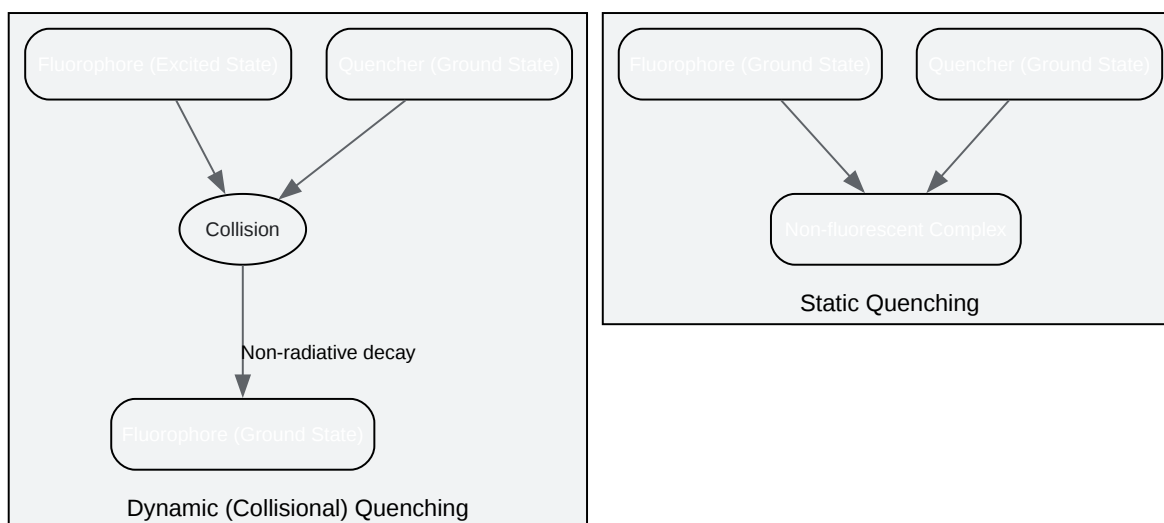 Fluorophore (Excited State)
Quencher (Ground State)
Collision
Non-radiative decay
Fluorophore (Ground State)
Dynamic (Collisional) Quenching
Fluorophore (Ground State)
Quencher (Ground State)
Non-fluorescent Complex
Static Quenching